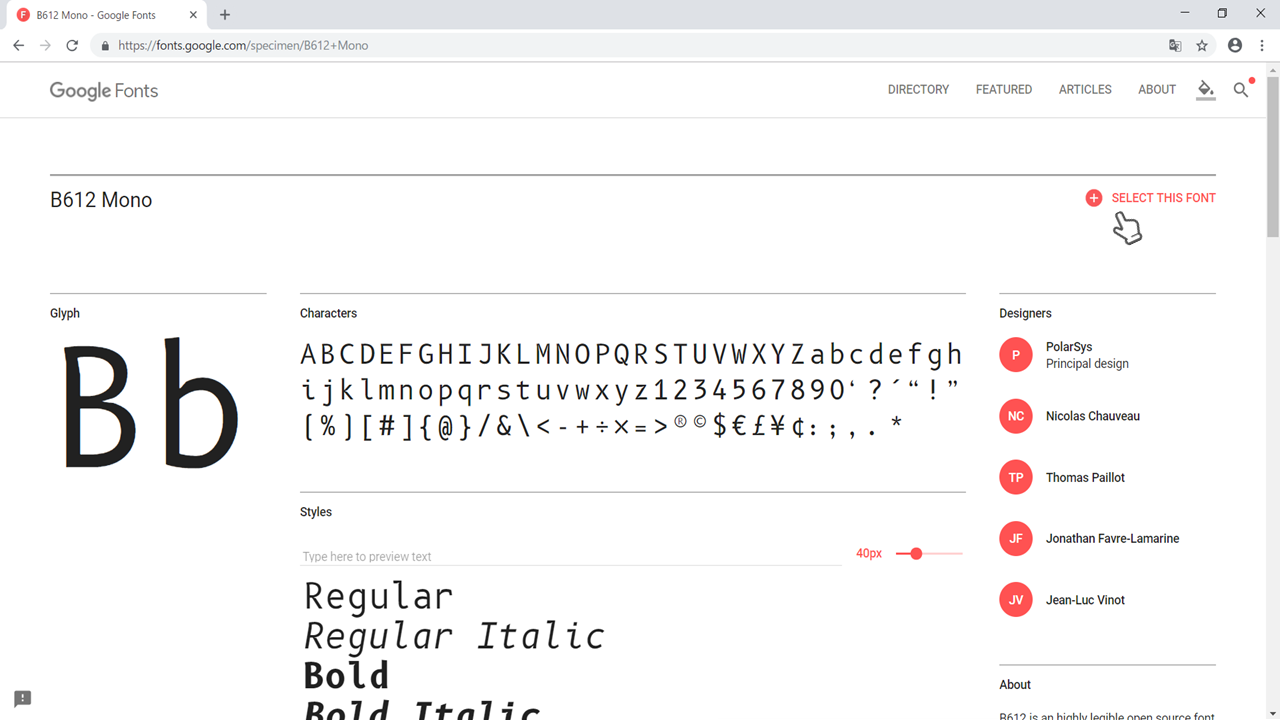 F B612 Mono - Google Fonts
https://fonts.google.com/specimen/B612+Mono
Google Fonts
DIRECTORY FEATURED ARTICLES ABOUT
B612 Mono
SELECT THIS FONT
Glyph
Bb
Characters
ABCDEFGHIJKLMNOPQRSTUVWXYZabcdefgh
ijklmnopqrstuvwxyz1234567890‘?´“!”
(%)[#]{@}/&\<-+÷×=>®©$€£¥¢:;,.*
Styles
Type here to preview text
40px
Regular
Regular Italic
Bold
Bold Italic
Designers
P PolarSys
Principal design
NC Nicolas Chauveau
TP Thomas Paillot
JF Jonathan Favre-Lamarine
JV Jean-Luc Vinot
About
B612 is an highly legible open source font